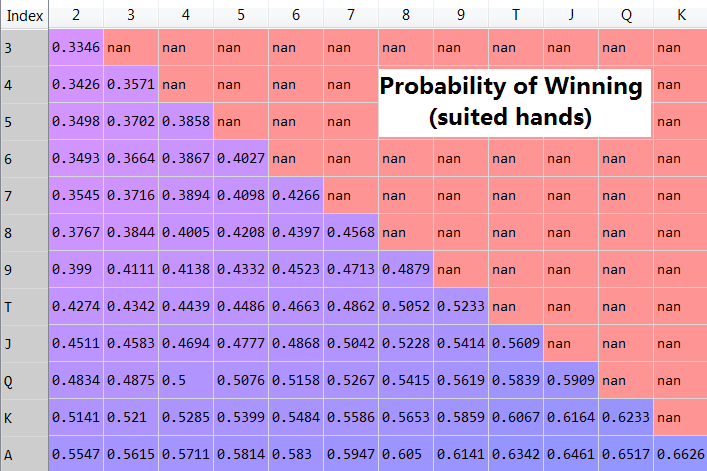 Index 2 3 4 5 6 7 8 9 T J Q K
3 0.3346 nan nan nan nan nan nan nan nan nan nan nan
4 0.3426 0.3571 nan nan nan nan nan
Probability of Winning
(suited hands)
5 0.3498 0.3702 0.3858 nan nan nan nan
6 0.3493 0.3664 0.3867 0.4027 nan nan nan nan nan nan nan nan
7 0.3545 0.3716 0.3894 0.4098 0.4266 nan nan nan nan nan nan nan
8 0.3767 0.3844 0.4005 0.4208 0.4397 0.4568 nan nan nan nan nan nan
9 0.399 0.4111 0.4138 0.4332 0.4523 0.4713 0.4879 nan nan nan nan nan
T 0.4274 0.4342 0.4439 0.4486 0.4663 0.4862 0.5052 0.5233 nan nan nan nan
J 0.4511 0.4583 0.4694 0.4777 0.4868 0.5042 0.5228 0.5414 0.5609 nan nan nan
Q 0.4834 0.4875 0.5 0.5076 0.5158 0.5267 0.5415 0.5619 0.5839 0.5909 nan nan
K 0.5141 0.521 0.5285 0.5399 0.5484 0.5586 0.5653 0.5859 0.6067 0.6164 0.6233 nan
A 0.5547 0.5615 0.5711 0.5814 0.583 0.5947 0.605 0.6141 0.6342 0.6461 0.6517 0.6626